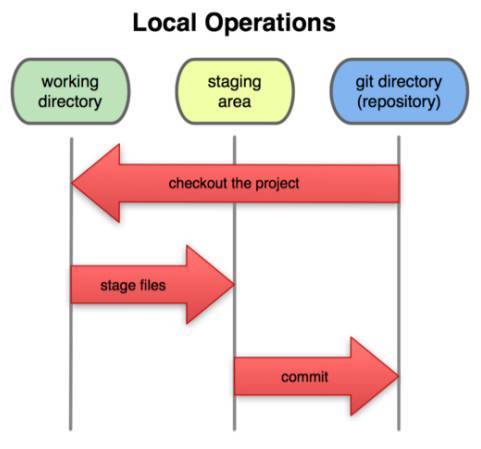 Local Operations
working
directory
staging
area
git directory
(repository)
checkout the project
stage files
commit